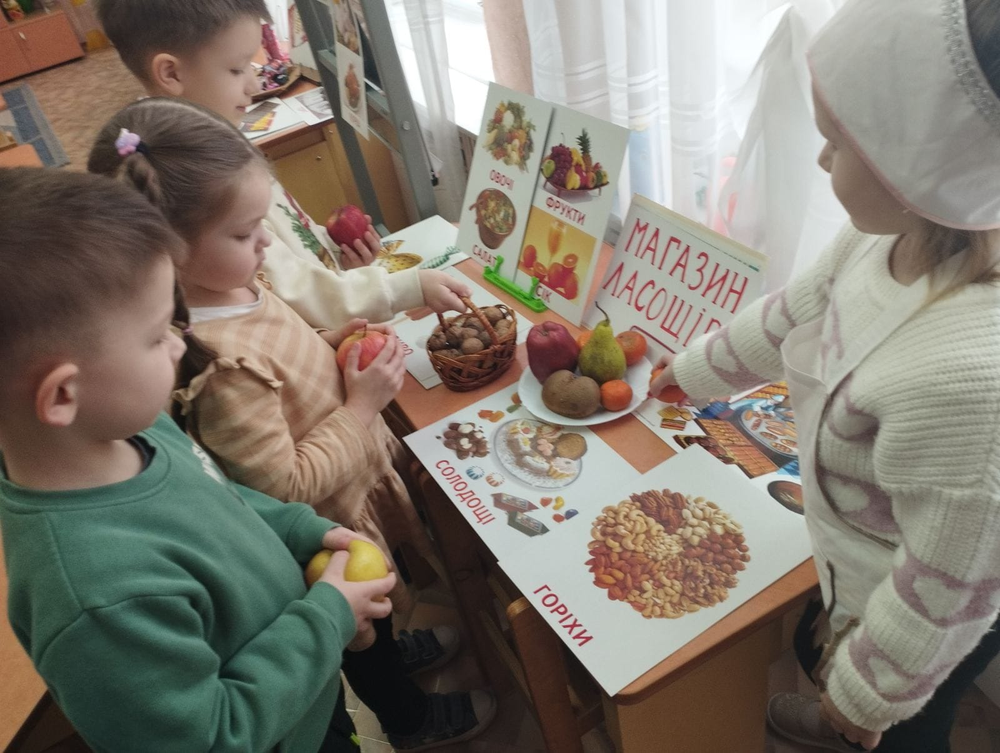 ОВОЧІ
САЛАТ
ФРУКТИ
СІК
МАГАЗИН
ЛАСОЩІВ
СОЛОДОЩІ
ГОРІХИ